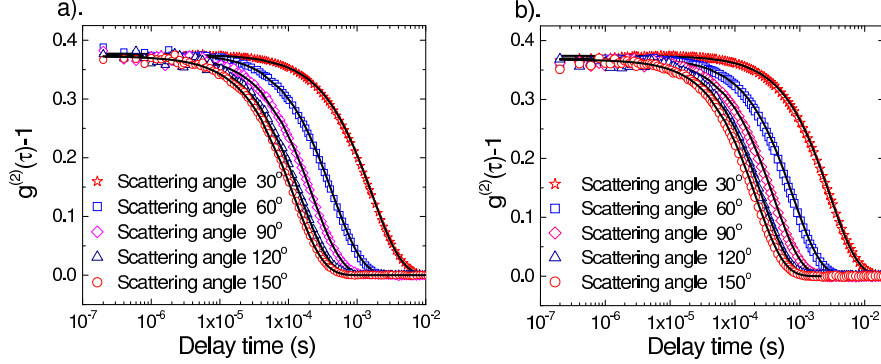 a).
g(2)(τ)-1
0.4
0.3
0.2
0.1
0.0
Scattering angle 30°
Scattering angle 60°
Scattering angle 90°
Scattering angle 120°
Scattering angle 150°
10-7 10-6 1x10-5 1x10-4 10-3 10-2
Delay time (s)
b).
g(2)(τ)-1
0.4
0.3
0.2
0.1
0.0
Scattering angle 30°
Scattering angle 60°
Scattering angle 90°
Scattering angle 120°
Scattering angle 150°
10-7 10-6 1x10-5 1x10-4 10-3 10-2
Delay time (s)